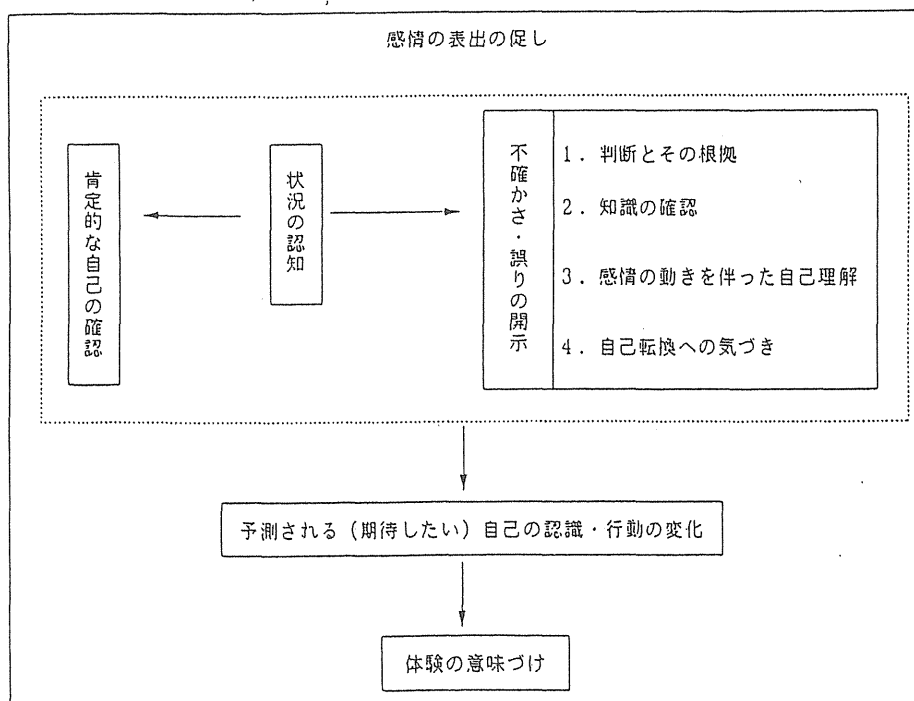 感情の表出の促し
肯定的な自己の確認
状況の認知
不確かさ・誤りの開示
1．判断とその根拠
2．知識の確認
3．感情の動きを伴った自己理解
4．自己転換への気づき
予測される（期待したい）自己の認識・行動の変化
体験の意味づけ